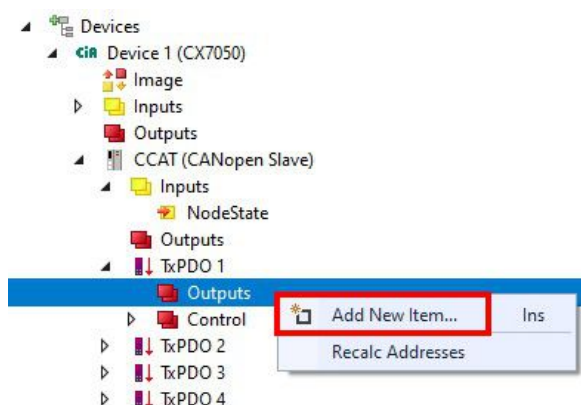 Devices
CiA Device 1 (CX7050)
Image
Inputs
Outputs
CCAT (CANopen Slave)
Inputs
NodeState
Outputs
TxPDO 1
Outputs
Add New Item... Ins
Control
Recalc Addresses
TxPDO 2
TxPDO 3
TxPDO 4